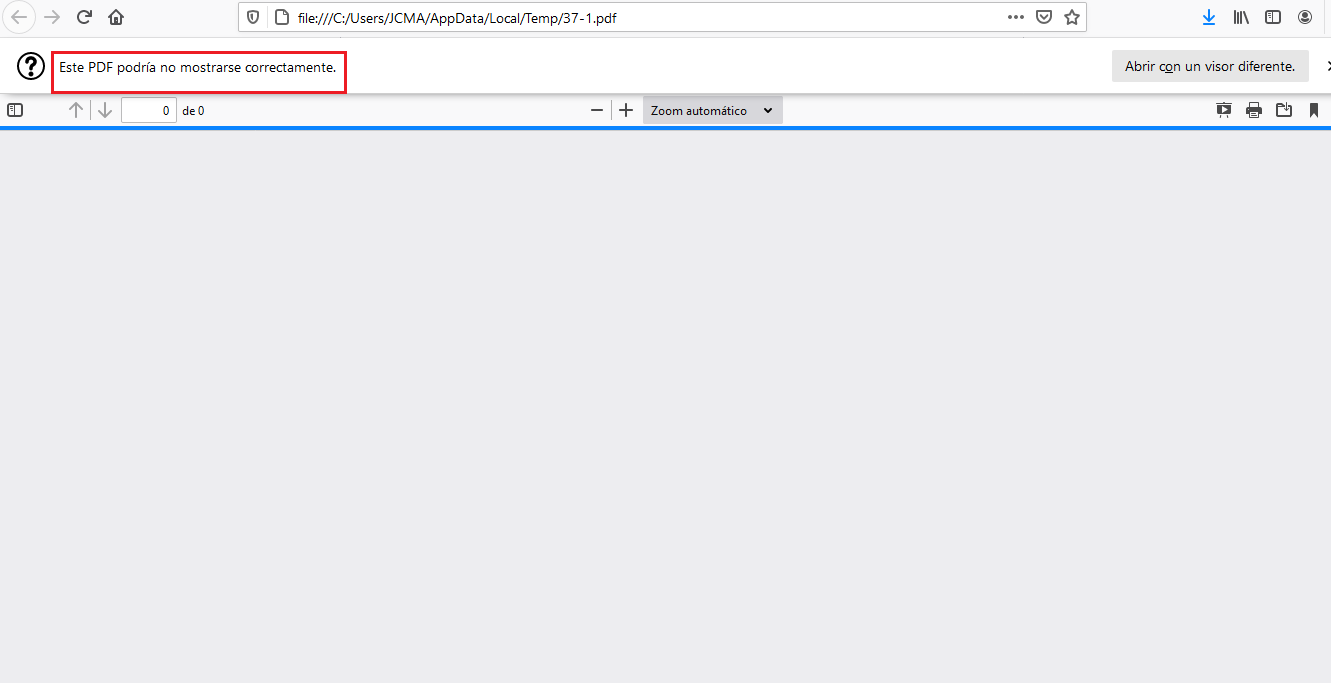 file:///C:/Users/JCMA/AppData/Local/Temp/37-1.pdf
Este PDF podría no mostrarse correctamente.
Abrir con un visor diferente.
0 de 0
Zoom automático